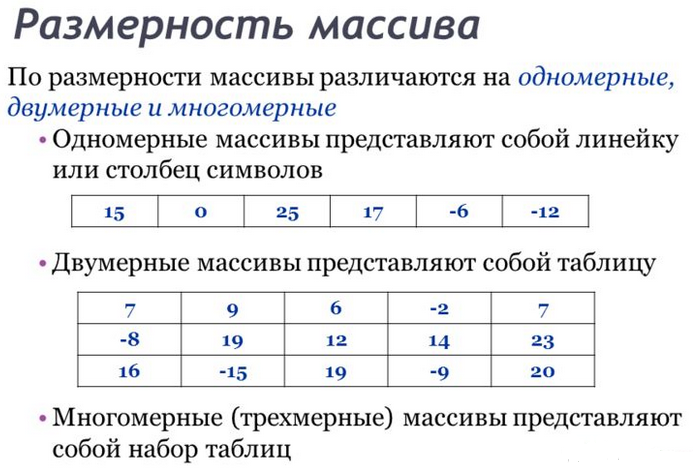 Размерность массива
По размерности массивы различаются на одномерные,
двумерные и многомерные
• Одномерные массивы представляют собой линейку
или столбец символов
15 0 25 17 -6 -12
• Двумерные массивы представляют собой таблицу
7 9 6 -2 7
-8 19 12 14 23
16 -15 19 -9 20
• Многомерные (трехмерные) массивы представляют
собой набор таблиц